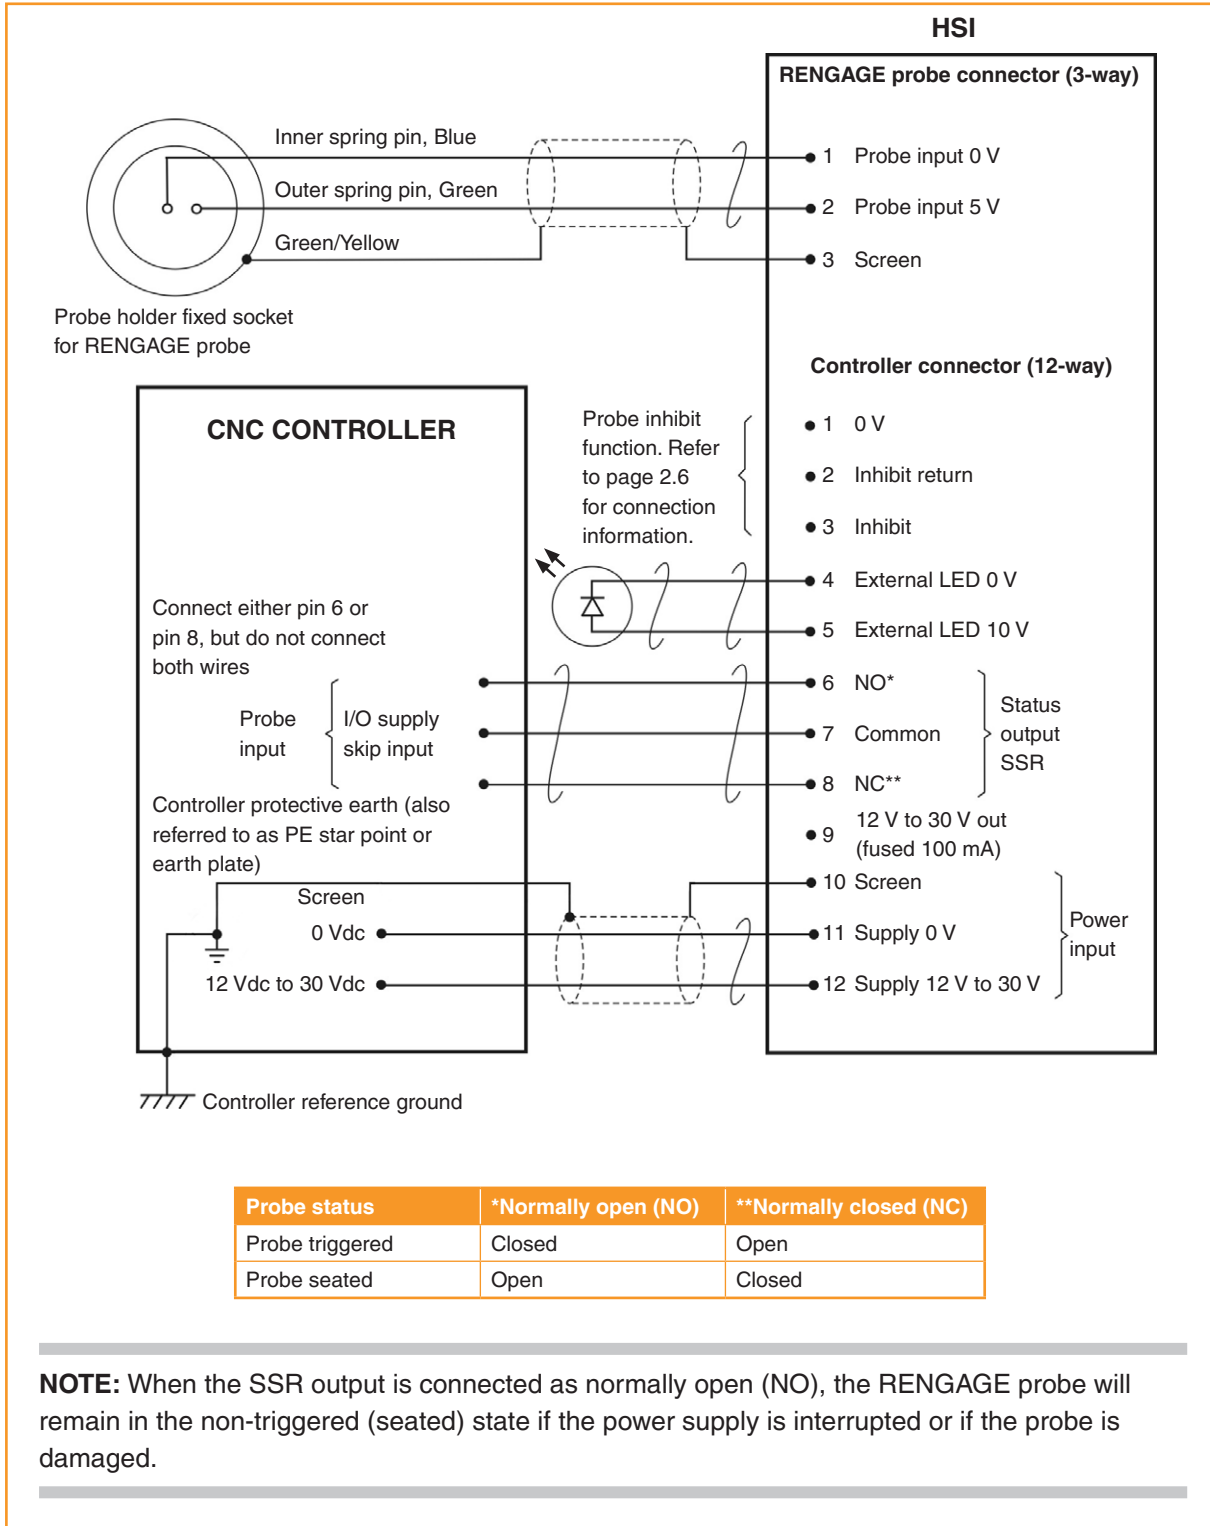 HSI
RENGAGE probe connector (3-way)
Inner spring pin, Blue
1 Probe input 0 V
Outer spring pin, Green
2 Probe input 5 V
Green/Yellow
3 Screen
Probe holder fixed socket
for RENGAGE probe
Controller connector (12-way)
CNC CONTROLLER
Probe inhibit
function. Refer
to page 2.6
for connection
information.
1 0 V
2 Inhibit return
3 Inhibit
4 External LED 0 V
5 External LED 10 V
Connect either pin 6 or
pin 8, but do not connect
both wires
Probe
input
I/O supply
skip input
6 NO*
7 Common
8 NC**
Status
output
SSR
9 12 V to 30 V out
(fused 100 mA)
Controller protective earth (also
referred to as PE star point or
earth plate)
Screen
0 Vdc
12 Vdc to 30 Vdc
10 Screen
11 Supply 0 V
12 Supply 12 V to 30 V
Power
input
Controller reference ground
Probe status *Normally open (NO) **Normally closed (NC)
Probe triggered Closed Open
Probe seated Open Closed
NOTE: When the SSR output is connected as normally open (NO), the RENGAGE probe will
remain in the non-triggered (seated) state if the power supply is interrupted or if the probe is
damaged.